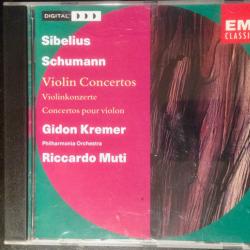 DIGITAL DDD
EMI
CLASSICS
Sibelius
Schumann
Violin Concertos
Violinkonzerte
Concertos pour violon
Gidon Kremer
Philharmonia Orchestra
Riccardo Muti